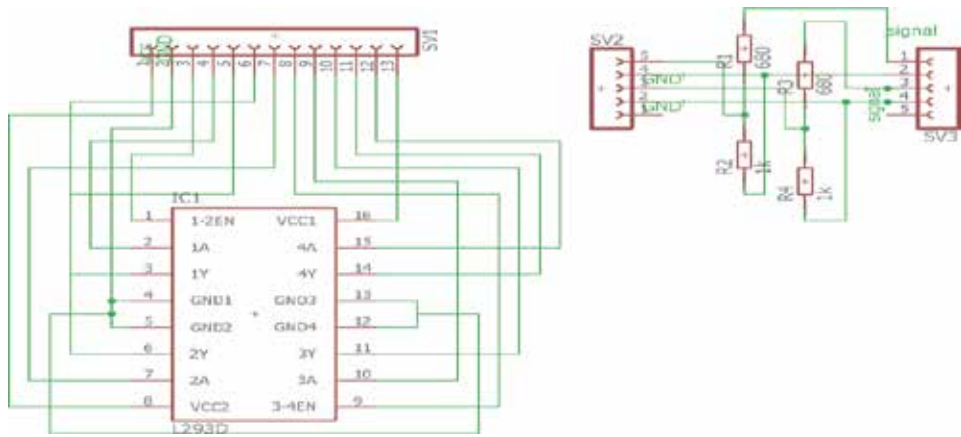 SV1
GND
1 2 3 4 5 6 7 8 9 10 11 12 13
IC1
1 1-2EN VCC1 16
2 1A 4A 15
3 1Y 4Y 14
4 GND1 GND3 13
5 GND2 GND4 12
6 2Y 3Y 11
7 2A 3A 10
8 VCC2 3-4EN 9
L293D
SV2
GND'
GND'
R1
680
R3
680
R2
1k
R4
1k
signal
signal
1
2
3
4
5
SV3